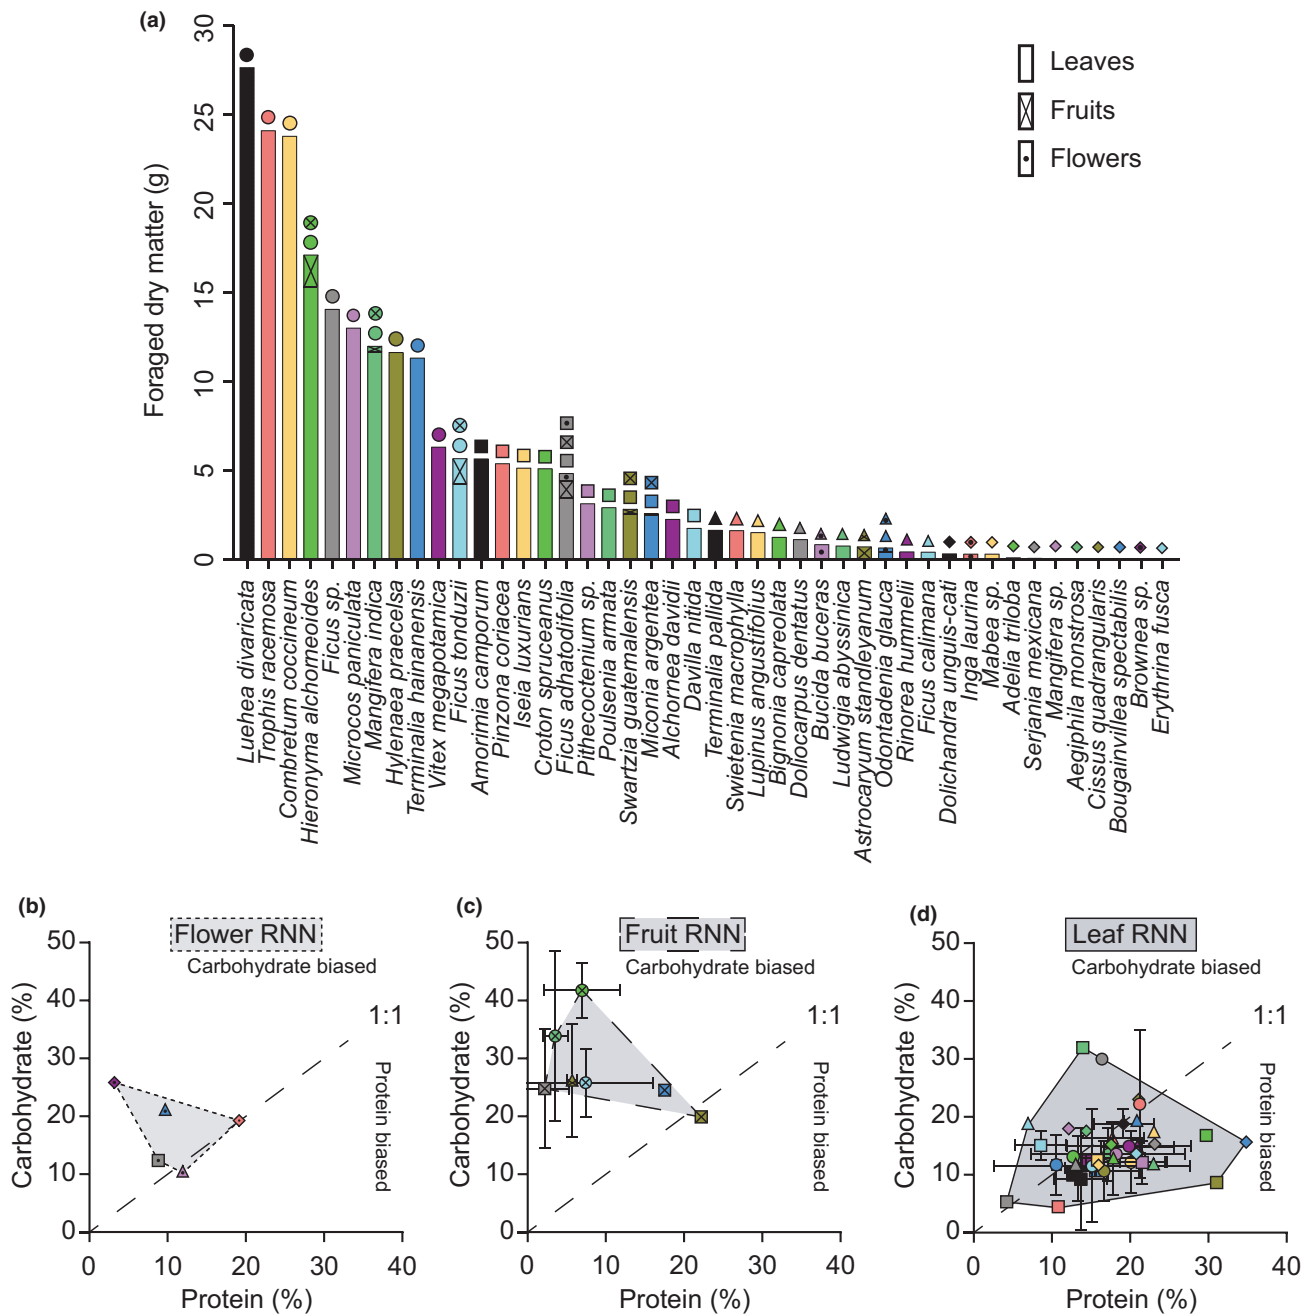 (a)
Foraged dry matter (g)
30
25
20
15
10
5
0
Leaves
Fruits
Flowers
Luehea divaricata
Trophis racemosa
Combretum coccineum
Hieronyma alchorneoides
Ficus sp.
Microcos paniculata
Mangifera indica
Hylenaea praecelsa
Terminalia hainanensis
Vitex megapotamica
Ficus tonduzii
Amorimia camporum
Pinzona coriacea
Iseia luxurians
Croton spruceanus
Ficus adhatodifolia
Pithecoctenium sp.
Poulsenia armata
Swartzia guatemalensis
Miconia argentea
Alchornea davidii
Davilla nitida
Terminalia pallida
Swietenia macrophylla
Lupinus angustifolius
Bignonia capreolata
Doliocarpus dentatus
Bucida buceras
Ludwigia abyssinica
Astrocaryum standleyanum
Odontadenia glauca
Rinorea hummelii
Ficus calimana
Dolichandra unguis-cati
Inga laurina
Mabea sp.
Adelia triloba
Serjania mexicana
Mangifera sp.
Aegiphila monstrosa
Cissus quadrangularis
Bougainvillea spectabilis
Brownea sp.
Erythrina fusca
(b)
Flower RNN
Carbohydrate biased
1:1
Protein biased
Carbohydrate (%)
50
40
30
20
10
0
0 10 20 30 40
Protein (%)
(c)
Fruit RNN
Carbohydrate biased
1:1
Protein biased
Carbohydrate (%)
50
40
30
20
10
0
0 10 20 30 40
Protein (%)
(d)
Leaf RNN
Carbohydrate biased
1:1
Protein biased
Carbohydrate (%)
50
40
30
20
10
0
0 10 20 30 40
Protein (%)